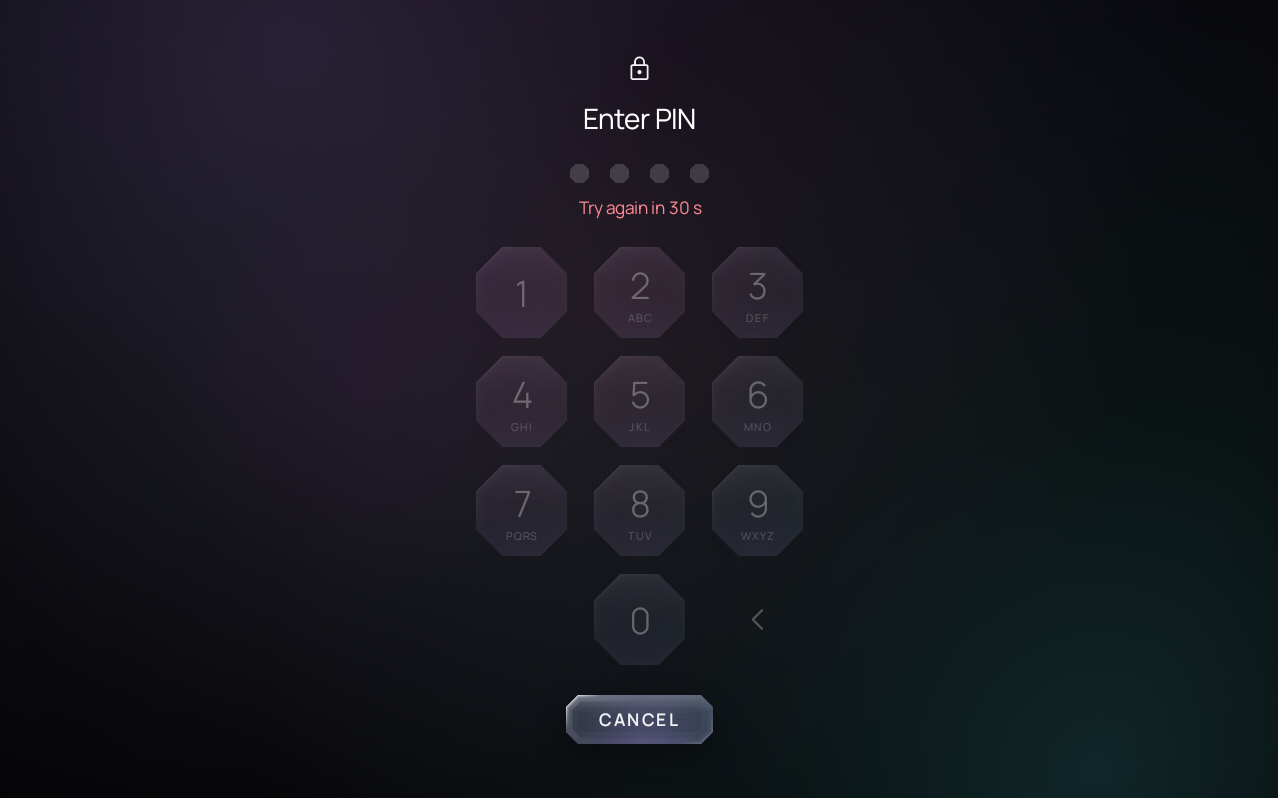 Enter PIN
Try again in 30 s
1
2
ABC
3
DEF
4
GHI
5
JKL
6
MNO
7
PQRS
8
TUV
9
WXYZ
0
CANCEL